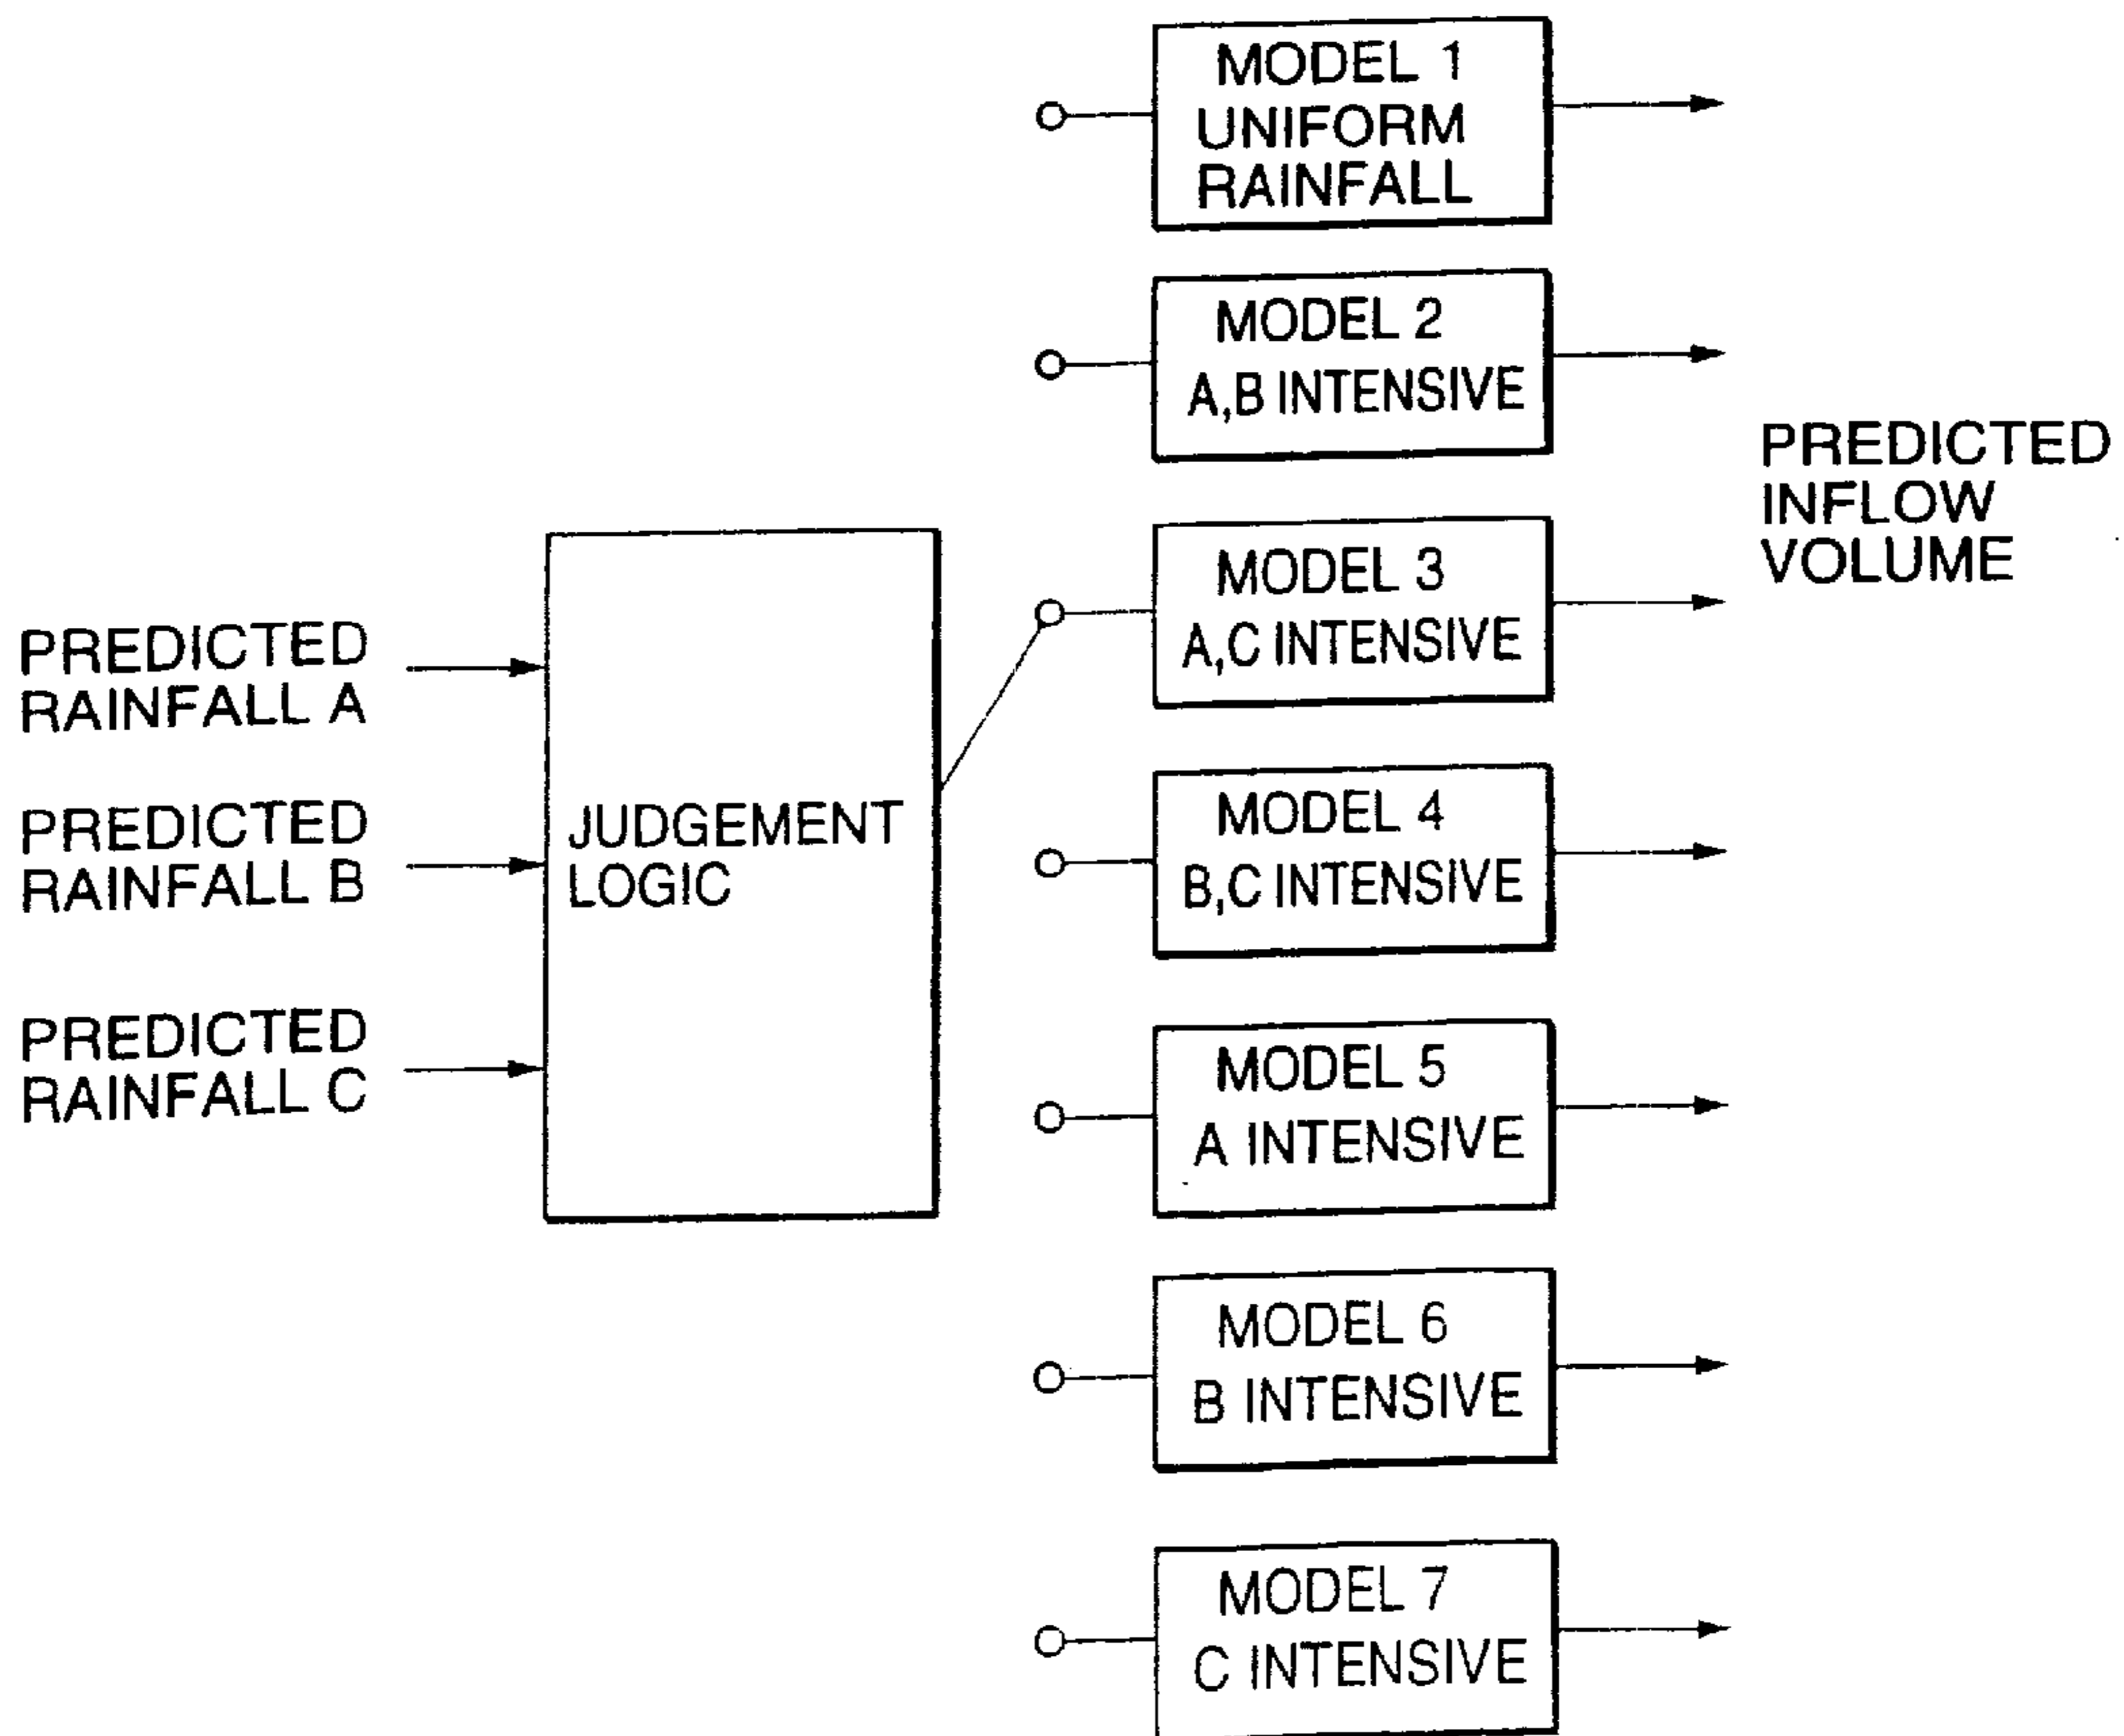 PREDICTED
RAINFALL A
PREDICTED
RAINFALL B
PREDICTED
RAINFALL C
JUDGEMENT
LOGIC
MODEL 1
UNIFORM
RAINFALL
MODEL 2
A,B INTENSIVE
MODEL 3
A,C INTENSIVE
MODEL 4
B,C INTENSIVE
MODEL 5
A INTENSIVE
MODEL 6
B INTENSIVE
MODEL 7
C INTENSIVE
PREDICTED
INFLOW
VOLUME